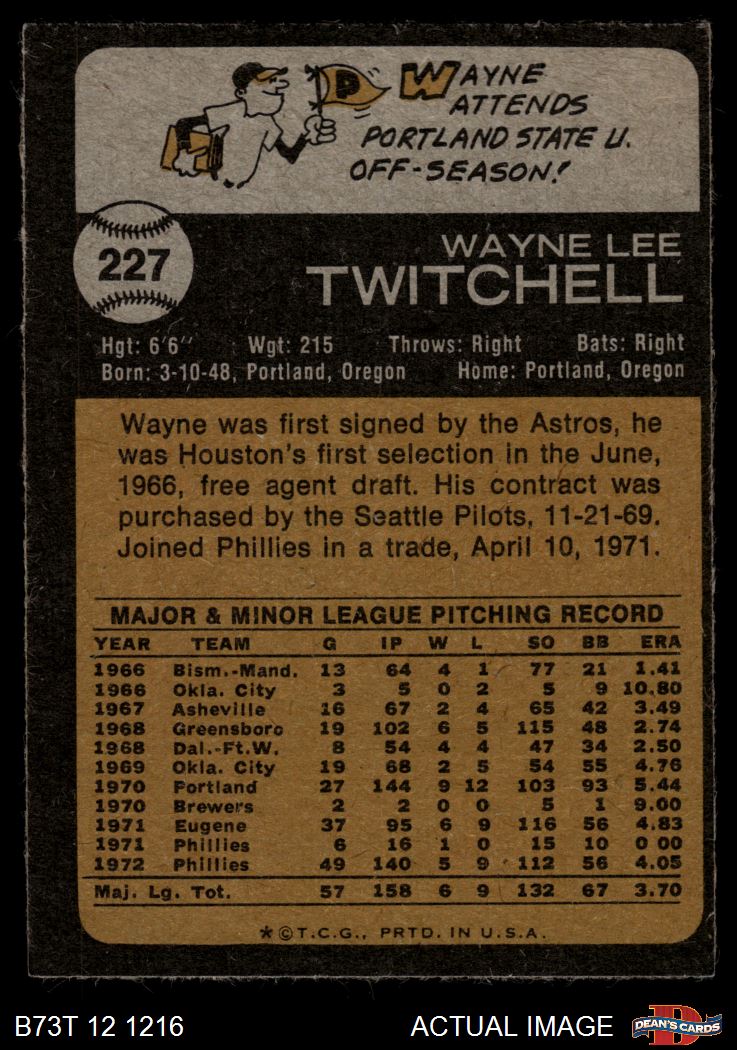 P
WAYNE
ATTENDS
PORTLAND STATE U.
OFF-SEASON!
227
WAYNE LEE
TWITCHELL
Hgt: 6'6" Wgt: 215 Throws: Right Bats: Right
Born: 3-10-48, Portland, Oregon Home: Portland, Oregon
Wayne was first signed by the Astros, he
was Houston's first selection in the June,
1966, free agent draft. His contract was
purchased by the Seattle Pilots, 11-21-69.
Joined Phillies in a trade, April 10, 1971.
MAJOR & MINOR LEAGUE PITCHING RECORD
YEAR TEAM G IP W L SO BB ERA
1966 Bism.-Mand. 13 64 4 1 77 21 1.41
1966 Okla. City 3 5 0 2 5 9 10.80
1967 Asheville 16 67 2 4 65 42 3.49
1968 Greensboro 19 102 6 5 115 48 2.74
1968 Dal.-Ft.W. 8 54 4 4 47 34 2.50
1969 Okla. City 19 68 2 5 54 55 4.76
1970 Portland 27 144 9 12 103 93 5.44
1970 Brewers 2 2 0 0 5 1 9.00
1971 Eugene 37 95 6 9 116 56 4.83
1971 Phillies 6 16 1 0 15 10 0 00
1972 Phillies 49 140 5 9 112 56 4.05
Maj. Lg. Tot. 57 158 6 9 132 67 3.70
*©T.C.G., PRTD. IN U.S.A.
B73T 12 1216 ACTUAL IMAGE DEAN'S CARDS